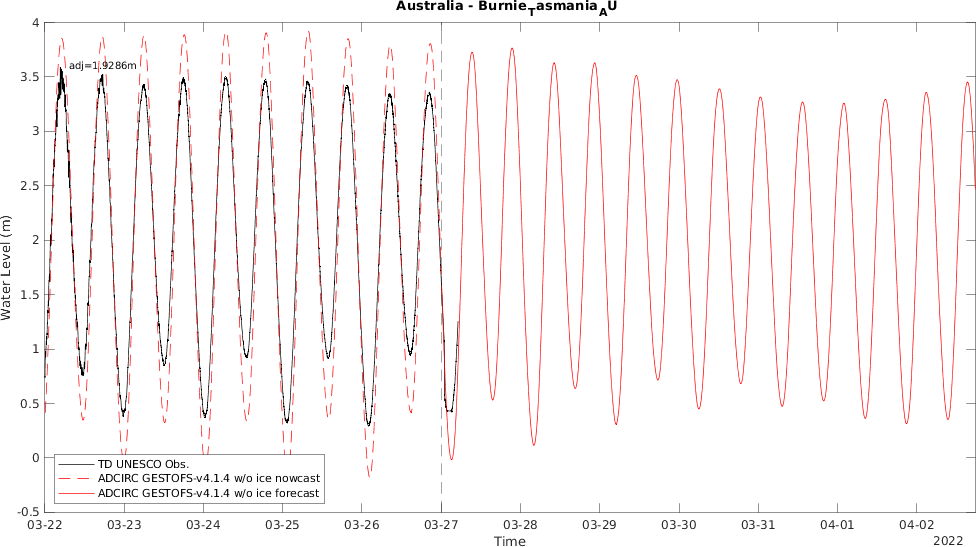 Australia - Burnie_Tasmania_AU
4
3.5
3
2.5
2
1.5
1
0.5
0
-0.5
Water Level (m)
adj=1.9286m
TD UNESCO Obs.
ADCIRC GESTOFS-v4.1.4 w/o ice nowcast
ADCIRC GESTOFS-v4.1.4 w/o ice forecast
03-22 03-23 03-24 03-25 03-26 03-27 03-28 03-29 03-30 03-31 04-01 04-02
Time
2022